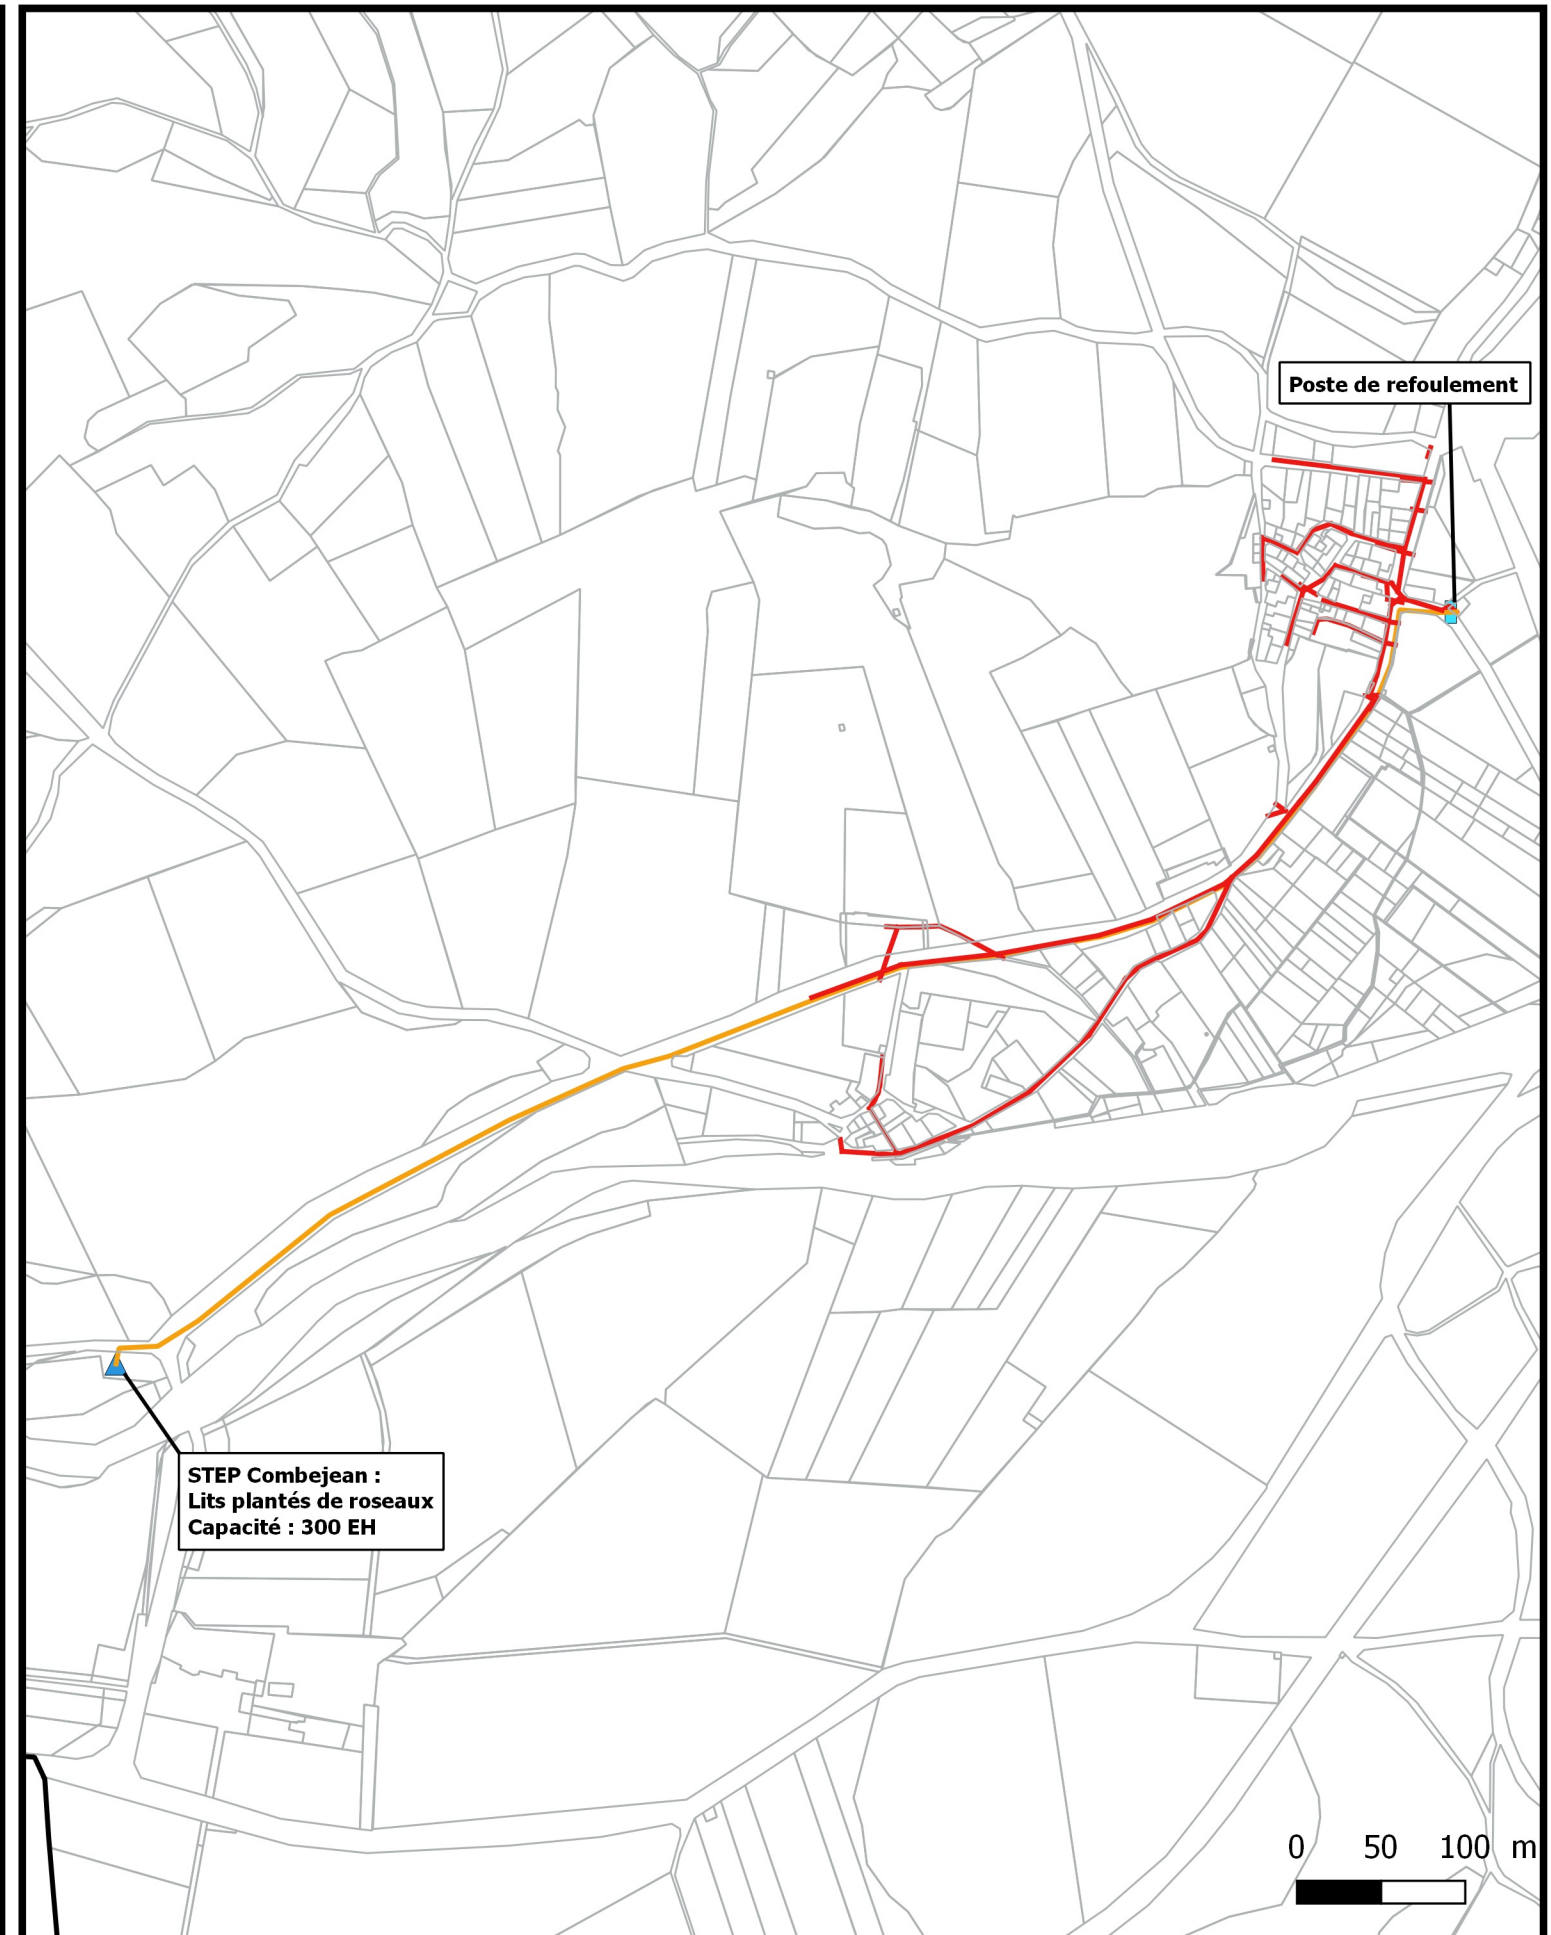 Poste de refoulement
STEP Combejean :
Lits plantés de roseaux
Capacité : 300 EH
0 50 100 m